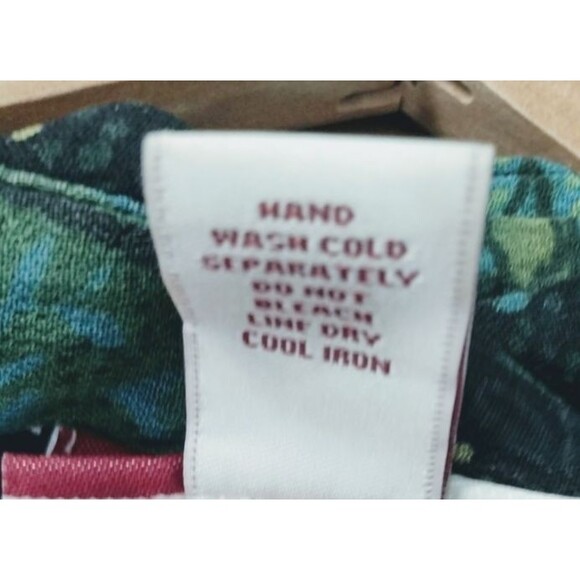 HAND
WASH COLD
SEPARATELY
DO NOT
BLEACH
LINE DRY
COOL IRON